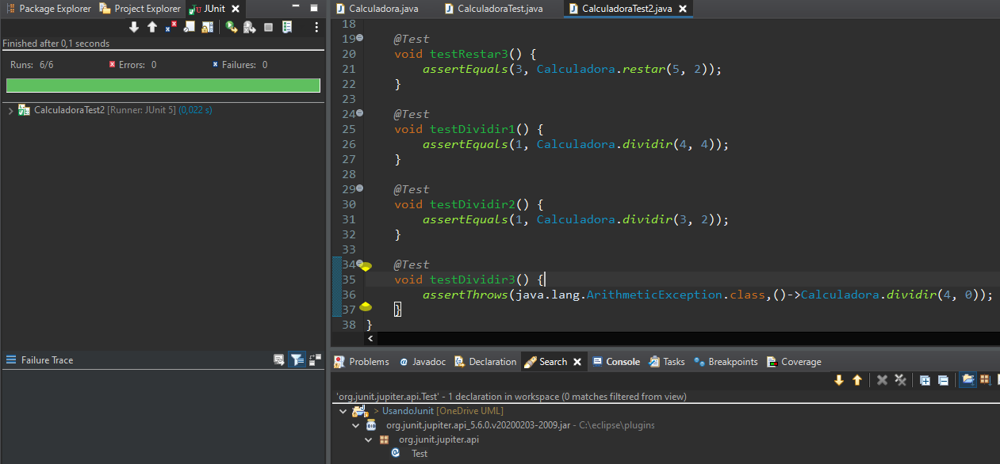 Package Explorer Project Explorer JUnit
Finished after 0,1 seconds
Runs: 6/6 Errors: 0 Failures: 0
CalculadoraTest2 [Runner: JUnit 5] (0,022 s)
Failure Trace
Calculadora.java CalculadoraTest.java CalculadoraTest2.java
18
19 @Test
20 void testRestar3() {
21 assertEquals(3, Calculadora.restar(5, 2));
22 }
23
24 @Test
25 void testDividir1() {
26 assertEquals(1, Calculadora.dividir(4, 4));
27 }
28
29 @Test
30 void testDividir2() {
31 assertEquals(1, Calculadora.dividir(3, 2));
32 }
33
34 @Test
35 void testDividir3() {
36 assertThrows(java.lang.ArithmeticException.class,()->Calculadora.dividir(4, 0));
37 }
38 }
Problems Javadoc Declaration Search Console Tasks Breakpoints Coverage
'org.junit.jupiter.api.Test' - 1 declaration in workspace (0 matches filtered from view)
> UsandoJunit [OneDrive UML]
org.junit.jupiter.api_5.6.0.v20200203-2009.jar - C:\eclipse\plugins
org.junit.jupiter.api
Test